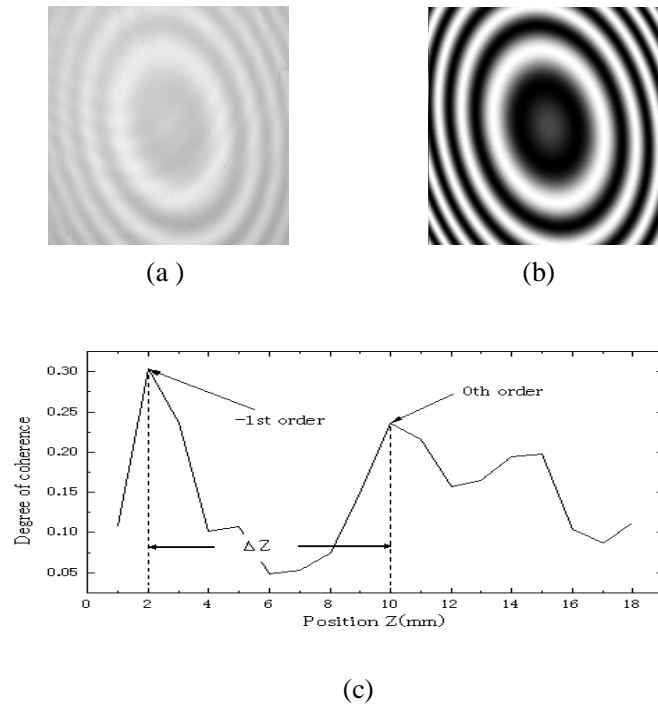 (a )
(b)
0.30
0.25
0.20
0.15
0.10
0.05
Degree of coherence
-1st order
0th order
ΔZ
0 2 4 6 8 10 12 14 16 18
Position Z(mm)
(c)